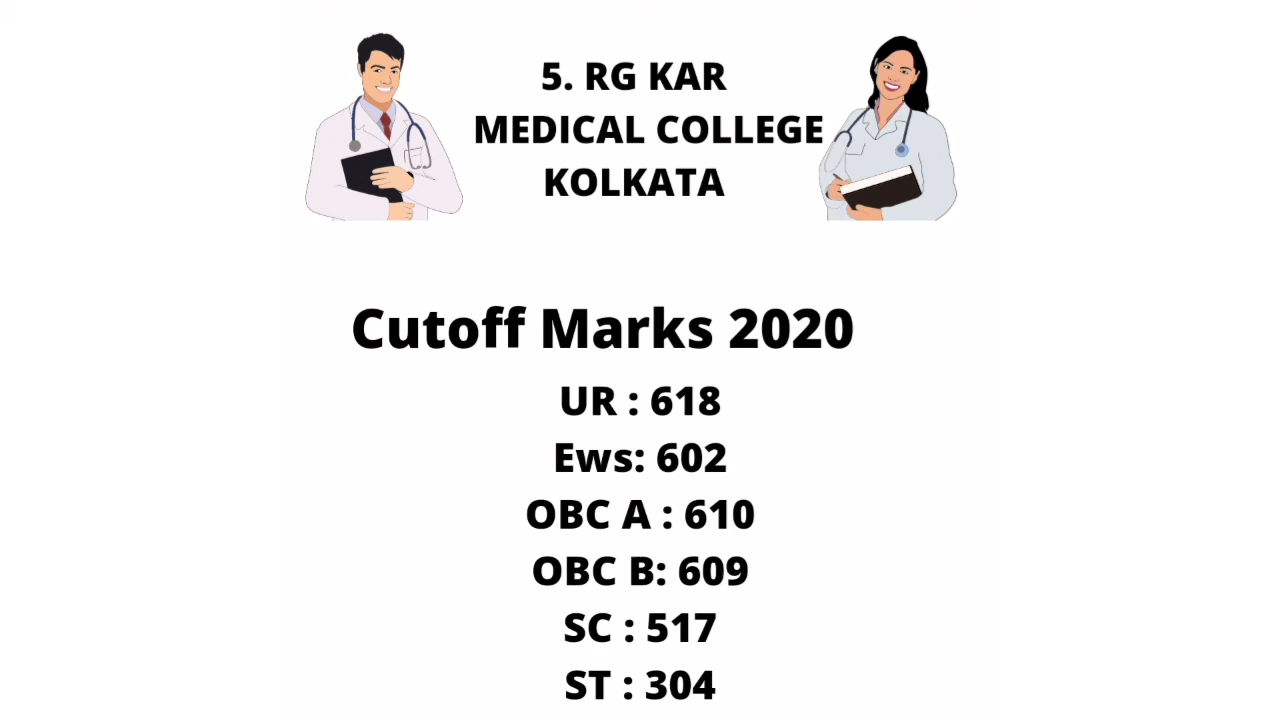 5. RG KAR
MEDICAL COLLEGE
KOLKATA
Cutoff Marks 2020
UR : 618
Ews: 602
OBC A : 610
OBC B: 609
SC : 517
ST : 304